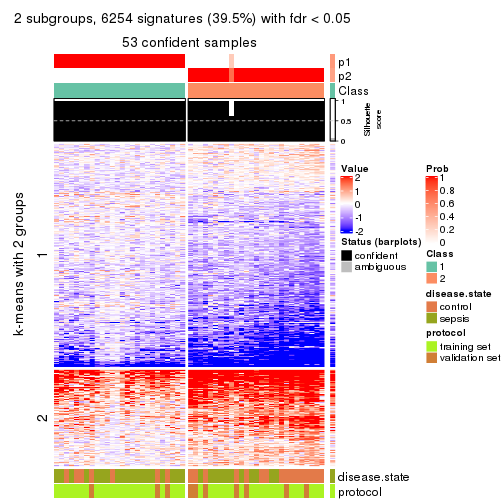 2 subgroups, 6254 signatures (39.5%) with fdr < 0.05
53 confident samples
p1
p2
Class
1
0.5
0
Silhouette
score
k-means with 2 groups
1
2
disease.state
protocol
Value
2
1
0
-1
-2
Status (barplots)
confident
ambiguous
Prob
1
0.8
0.6
0.4
0.2
0
Class
1
2
disease.state
control
sepsis
protocol
training set
validation set